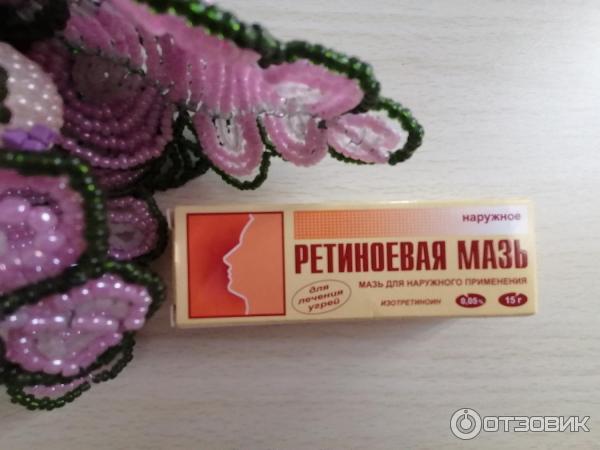 наружное
РЕТИНОЕВАЯ МАЗЬ
МАЗЬ ДЛЯ НАРУЖНОГО ПРИМЕНЕНИЯ
для
лечения
угрей
ИЗОТРЕТИНОИН 0,05% 15 г
ОТЗОВИК